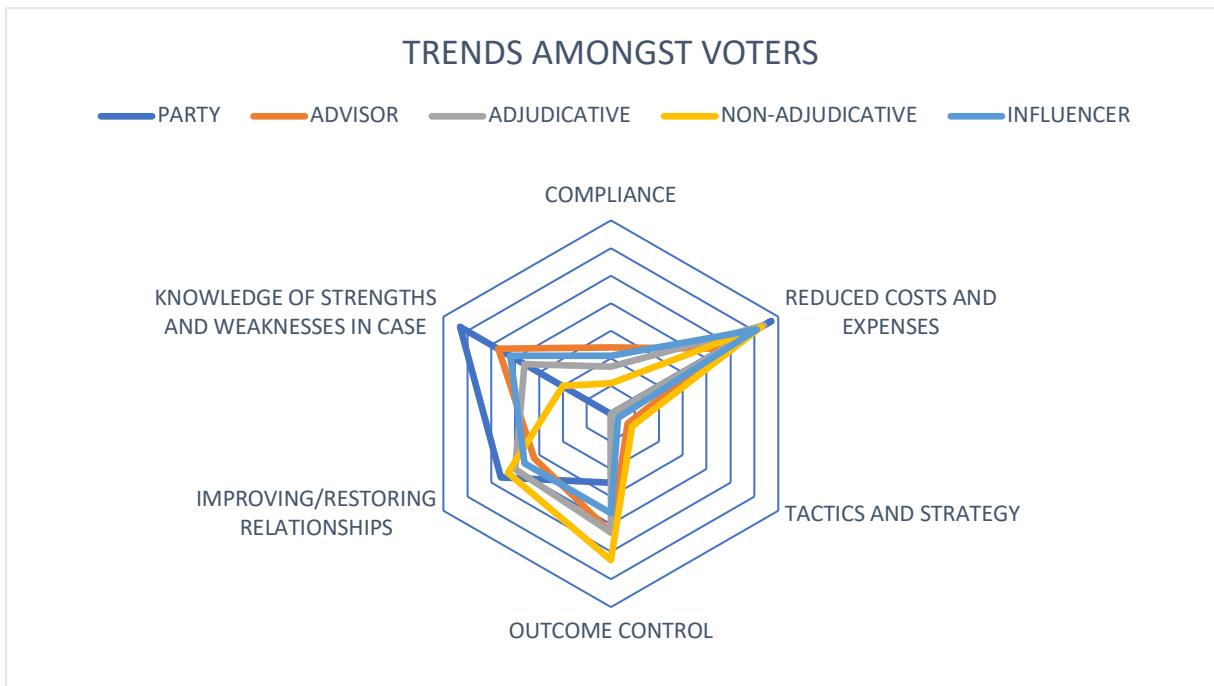 TRENDS AMONGST VOTERS
PARTY ADVISOR ADJUDICATIVE NON-ADJUDICATIVE INFLUENCER
COMPLIANCE
REDUCED COSTS AND
EXPENSES
TACTICS AND STRATEGY
OUTCOME CONTROL
IMPROVING/RESTORING
RELATIONSHIPS
KNOWLEDGE OF STRENGTHS
AND WEAKNESSES IN CASE